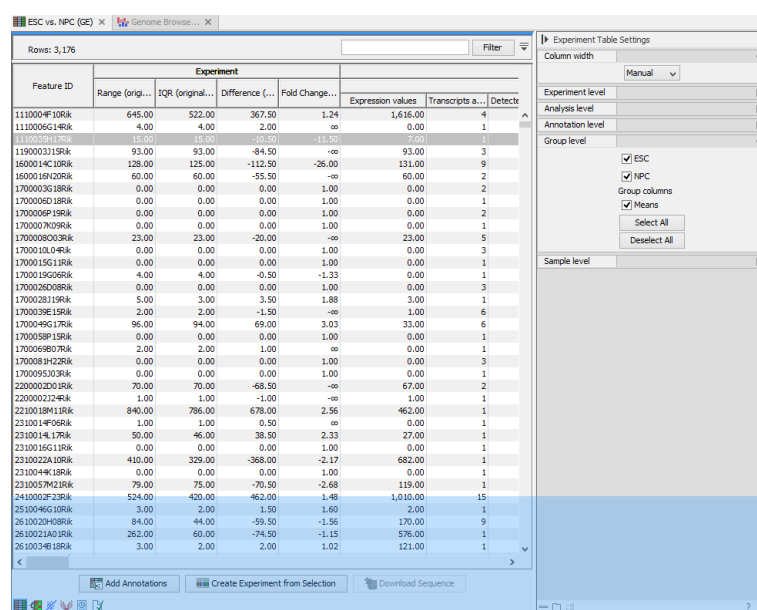 ESC vs. NPC (GE)
Genome Browse...
Rows: 3,176
Filter
Feature ID
Experiment
Range (origi... IQR (original... Difference (... Fold Change...
Expression values Transcripts a... Detecte
1110004F10Rik 645.00 522.00 367.50 1.24 1,616.00 4
1110006G14Rik 4.00 4.00 2.00 ∞ 0.00 1
1110035H17Rik 15.00 15.00 -10.50 -11.50 7.00 1
1190003J15Rik 93.00 93.00 -84.50 -∞ 93.00 3
1600014C10Rik 128.00 125.00 -112.50 -26.00 131.00 9
1600016N20Rik 60.00 60.00 -55.50 -∞ 60.00 2
1700003G18Rik 0.00 0.00 0.00 1.00 0.00 2
1700006D18Rik 0.00 0.00 0.00 1.00 0.00 1
1700006P19Rik 0.00 0.00 0.00 1.00 0.00 2
1700007K09Rik 0.00 0.00 0.00 1.00 0.00 1
1700008O03Rik 23.00 23.00 -20.00 -∞ 23.00 5
1700010L04Rik 0.00 0.00 0.00 1.00 0.00 3
1700015G11Rik 0.00 0.00 0.00 1.00 0.00 1
1700019G06Rik 4.00 4.00 -0.50 -1.33 0.00 1
1700026D08Rik 0.00 0.00 0.00 1.00 0.00 3
1700028J19Rik 5.00 3.00 3.50 1.88 3.00 1
1700039E15Rik 2.00 2.00 -1.50 -∞ 1.00 6
1700049G17Rik 96.00 94.00 69.00 3.03 33.00 6
1700058P15Rik 0.00 0.00 0.00 1.00 0.00 1
1700069B07Rik 2.00 2.00 1.00 ∞ 0.00 1
1700081H22Rik 0.00 0.00 0.00 1.00 0.00 3
1700095J03Rik 0.00 0.00 0.00 1.00 0.00 1
2200002D01Rik 70.00 70.00 -68.50 -∞ 67.00 2
2200002J24Rik 1.00 1.00 -1.00 -∞ 1.00 1
2210018M11Rik 840.00 786.00 678.00 2.56 462.00 1
2310014F06Rik 1.00 1.00 0.50 ∞ 0.00 1
2310014L17Rik 50.00 46.00 38.50 2.33 27.00 1
2310016G11Rik 0.00 0.00 0.00 1.00 0.00 1
2310022A10Rik 410.00 329.00 -368.00 -2.17 682.00 1
2310044K18Rik 0.00 0.00 0.00 1.00 0.00 1
2310057M21Rik 79.00 75.00 -70.50 -2.68 119.00 1
2410002F23Rik 524.00 420.00 462.00 1.48 1,010.00 15
2510046G10Rik 3.00 2.00 1.50 1.60 2.00 1
2610020H08Rik 84.00 44.00 -59.50 -1.56 170.00 9
2610021A01Rik 262.00 60.00 -74.50 -1.15 576.00 1
2610034B18Rik 3.00 2.00 2.00 1.02 121.00 1
Add Annotations
Create Experiment from Selection
Download Sequence
Experiment Table Settings
Column width
Manual
Experiment level
Analysis level
Annotation level
Group level
ESC
NPC
Group columns
Means
Select All
Deselect All
Sample level
?